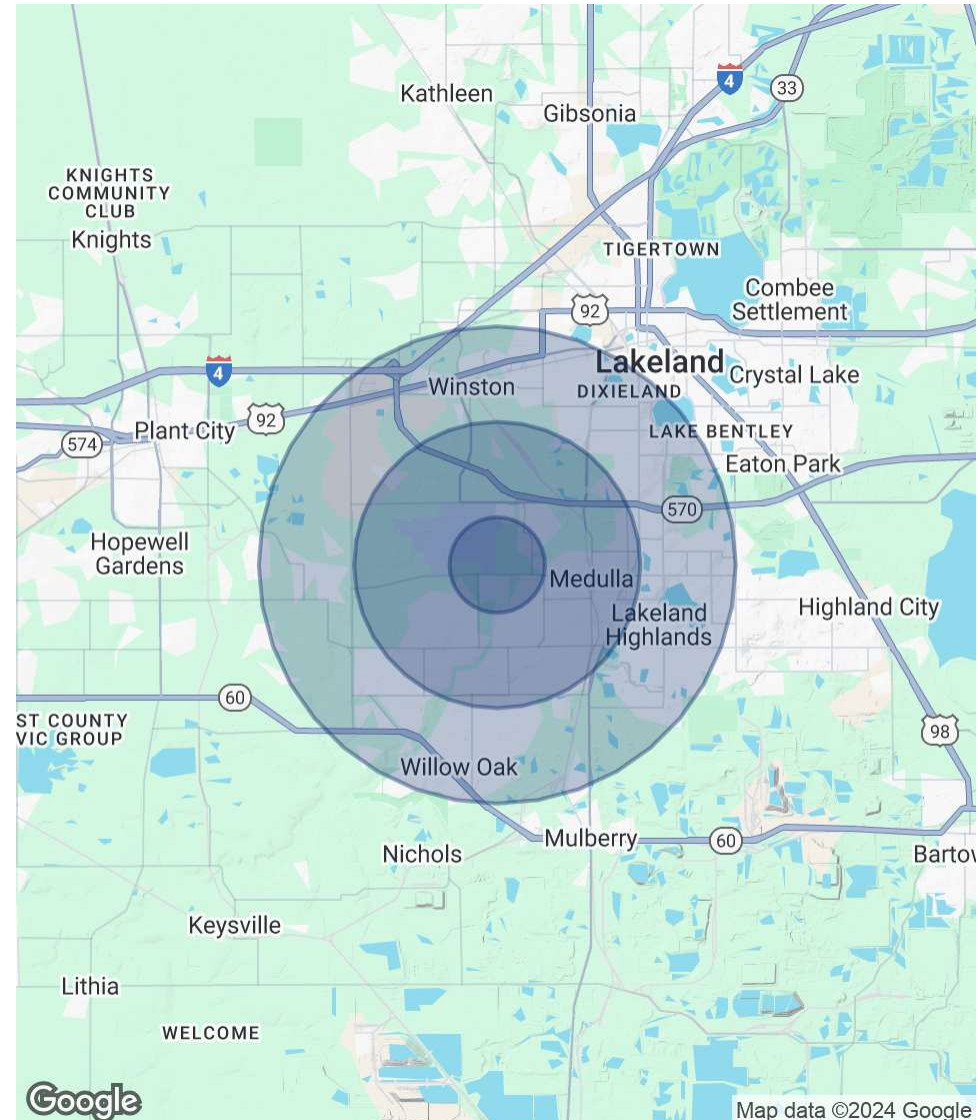 4
33
Kathleen
Gibsonia
KNIGHTS
COMMUNITY
CLUB
Knights
TIGERTOWN
Combee
Settlement
92
Lakeland
4
Crystal Lake
Winston
DIXIELAND
92
Plant City
574
LAKE BENTLEY
Eaton Park
570
Hopewell
Gardens
Medulla
Lakeland
Highlands
Highland City
60
ST COUNTY
VIC GROUP
98
Willow Oak
Mulberry
60
Nichols
Bartow
Keysville
Lithia
WELCOME
Google
Map data ©2024 Google